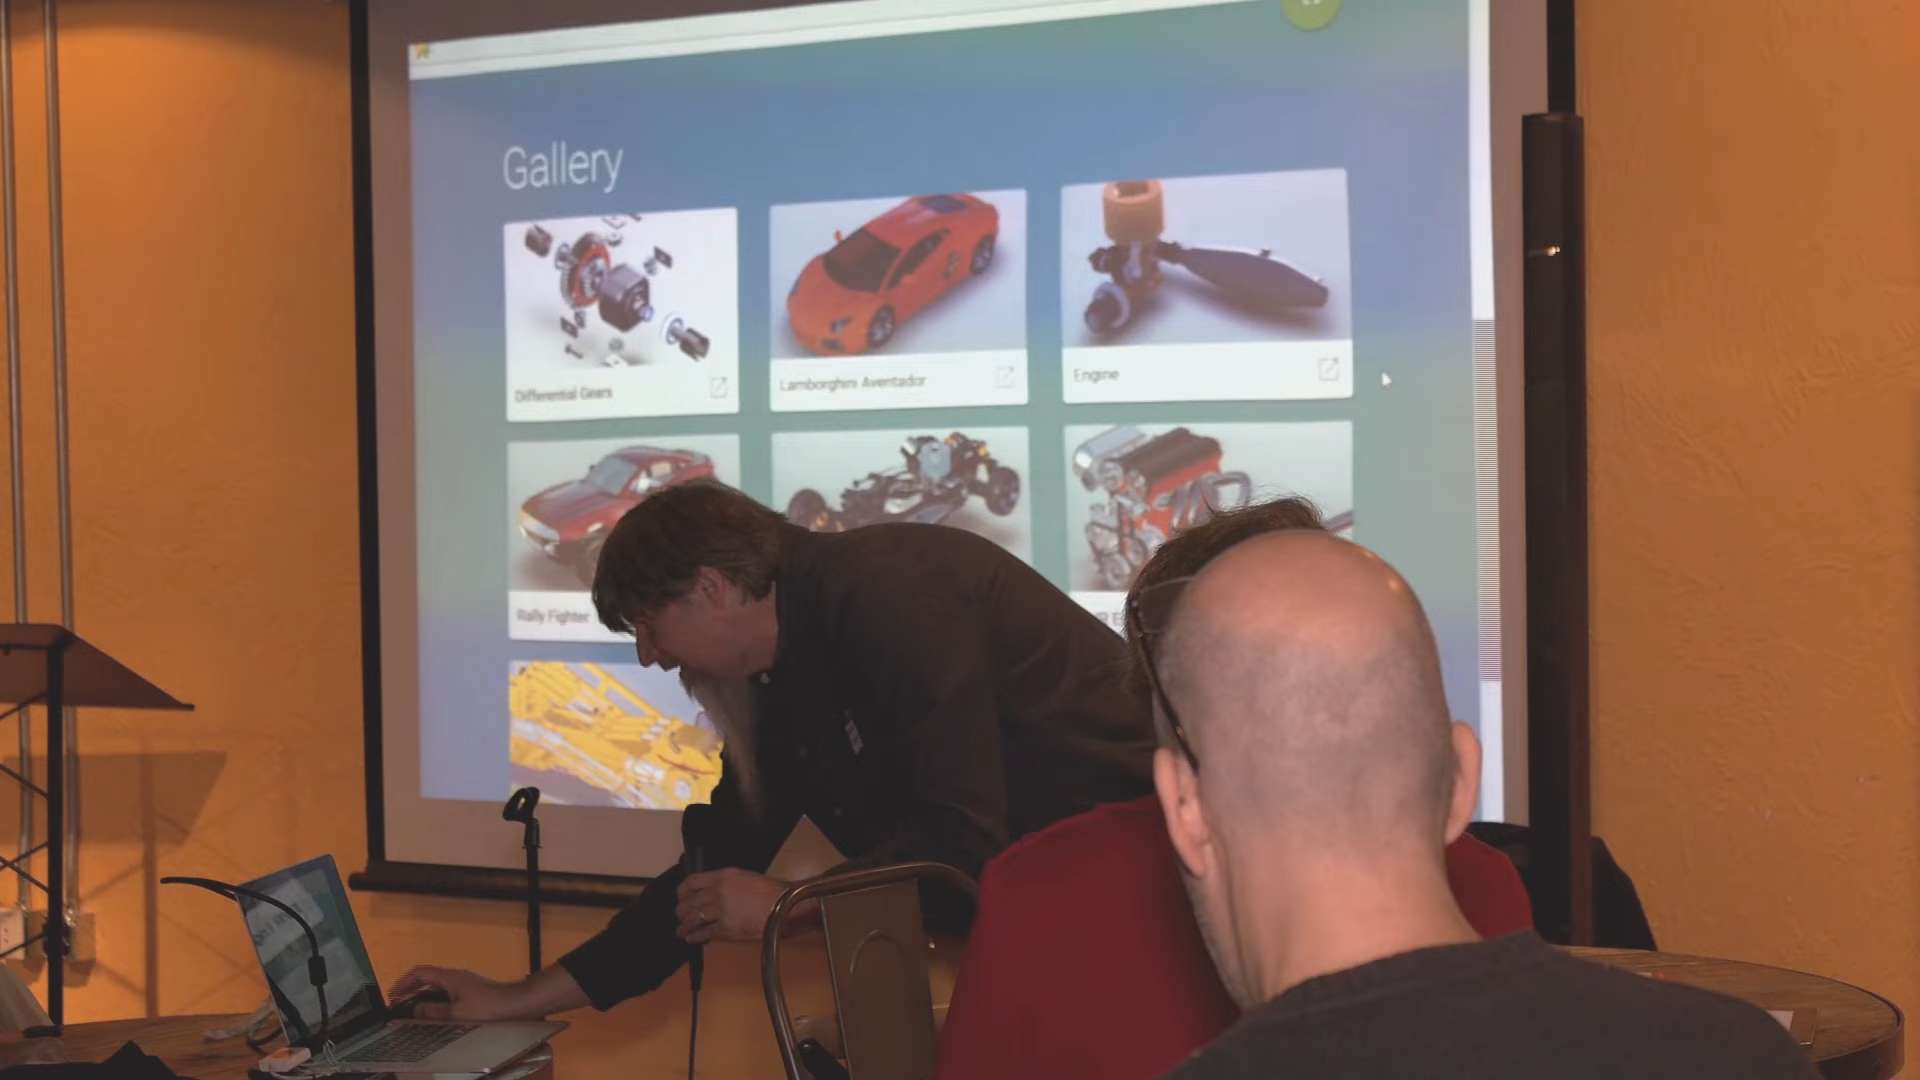 Gallery
Differential Gears
Lamborghini Aventador
Engine
Rally Fighter